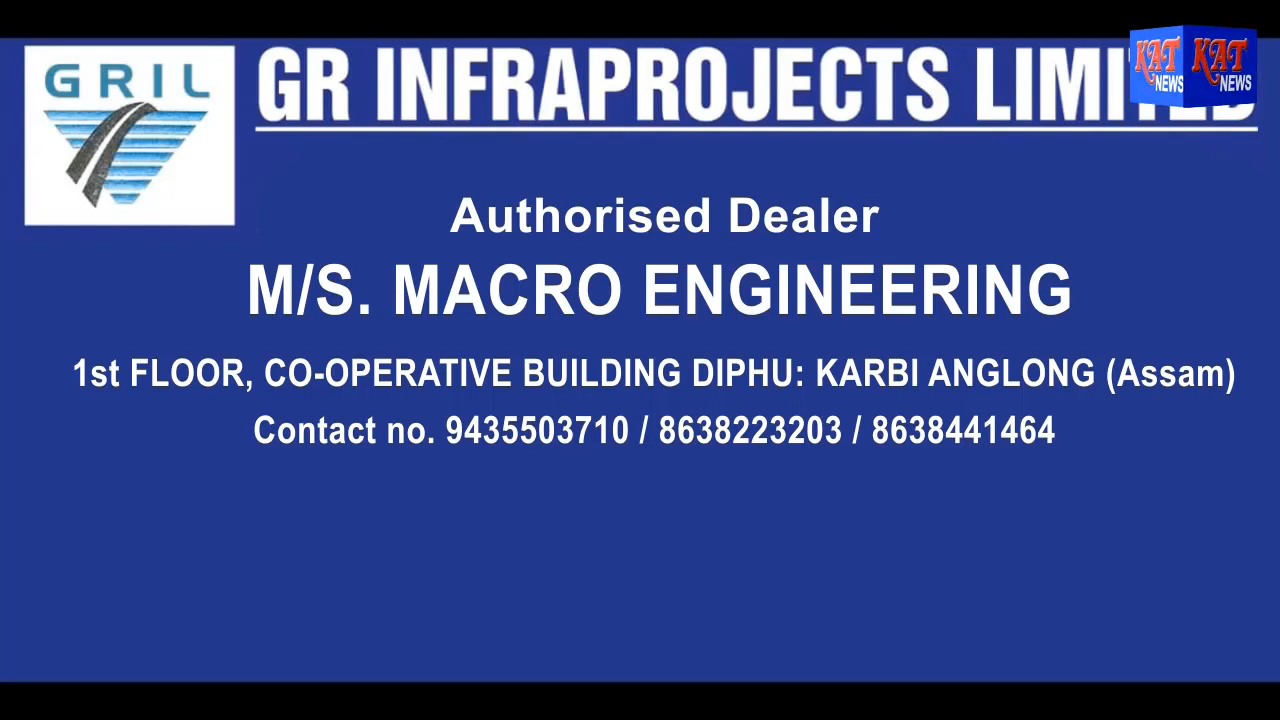 GRIL
GR INFRAPROJECTS LIMITED
KAT NEWS KAT NEWS
Authorised Dealer
M/S. MACRO ENGINEERING
1st FLOOR, CO-OPERATIVE BUILDING DIPHU: KARBI ANGLONG (Assam)
Contact no. 9435503710 / 8638223203 / 8638441464